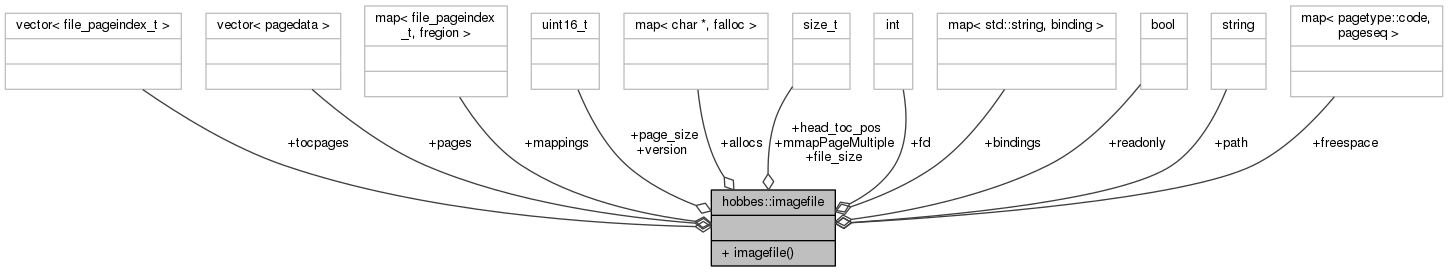 vector< file_pageindex_t >
vector< pagedata >
map< file_pageindex
_t, fregion >
uint16_t
map< char *, falloc >
size_t
int
map< std::string, binding >
bool
string
map< pagetype::code,
pageseq >
+tocpages
+pages
+mappings
+page_size
+version
+allocs
+head_toc_pos
+mmapPageMultiple
+file_size
+fd
+bindings
+readonly
+path
+freespace
hobbes::imagefile
+ imagefile()